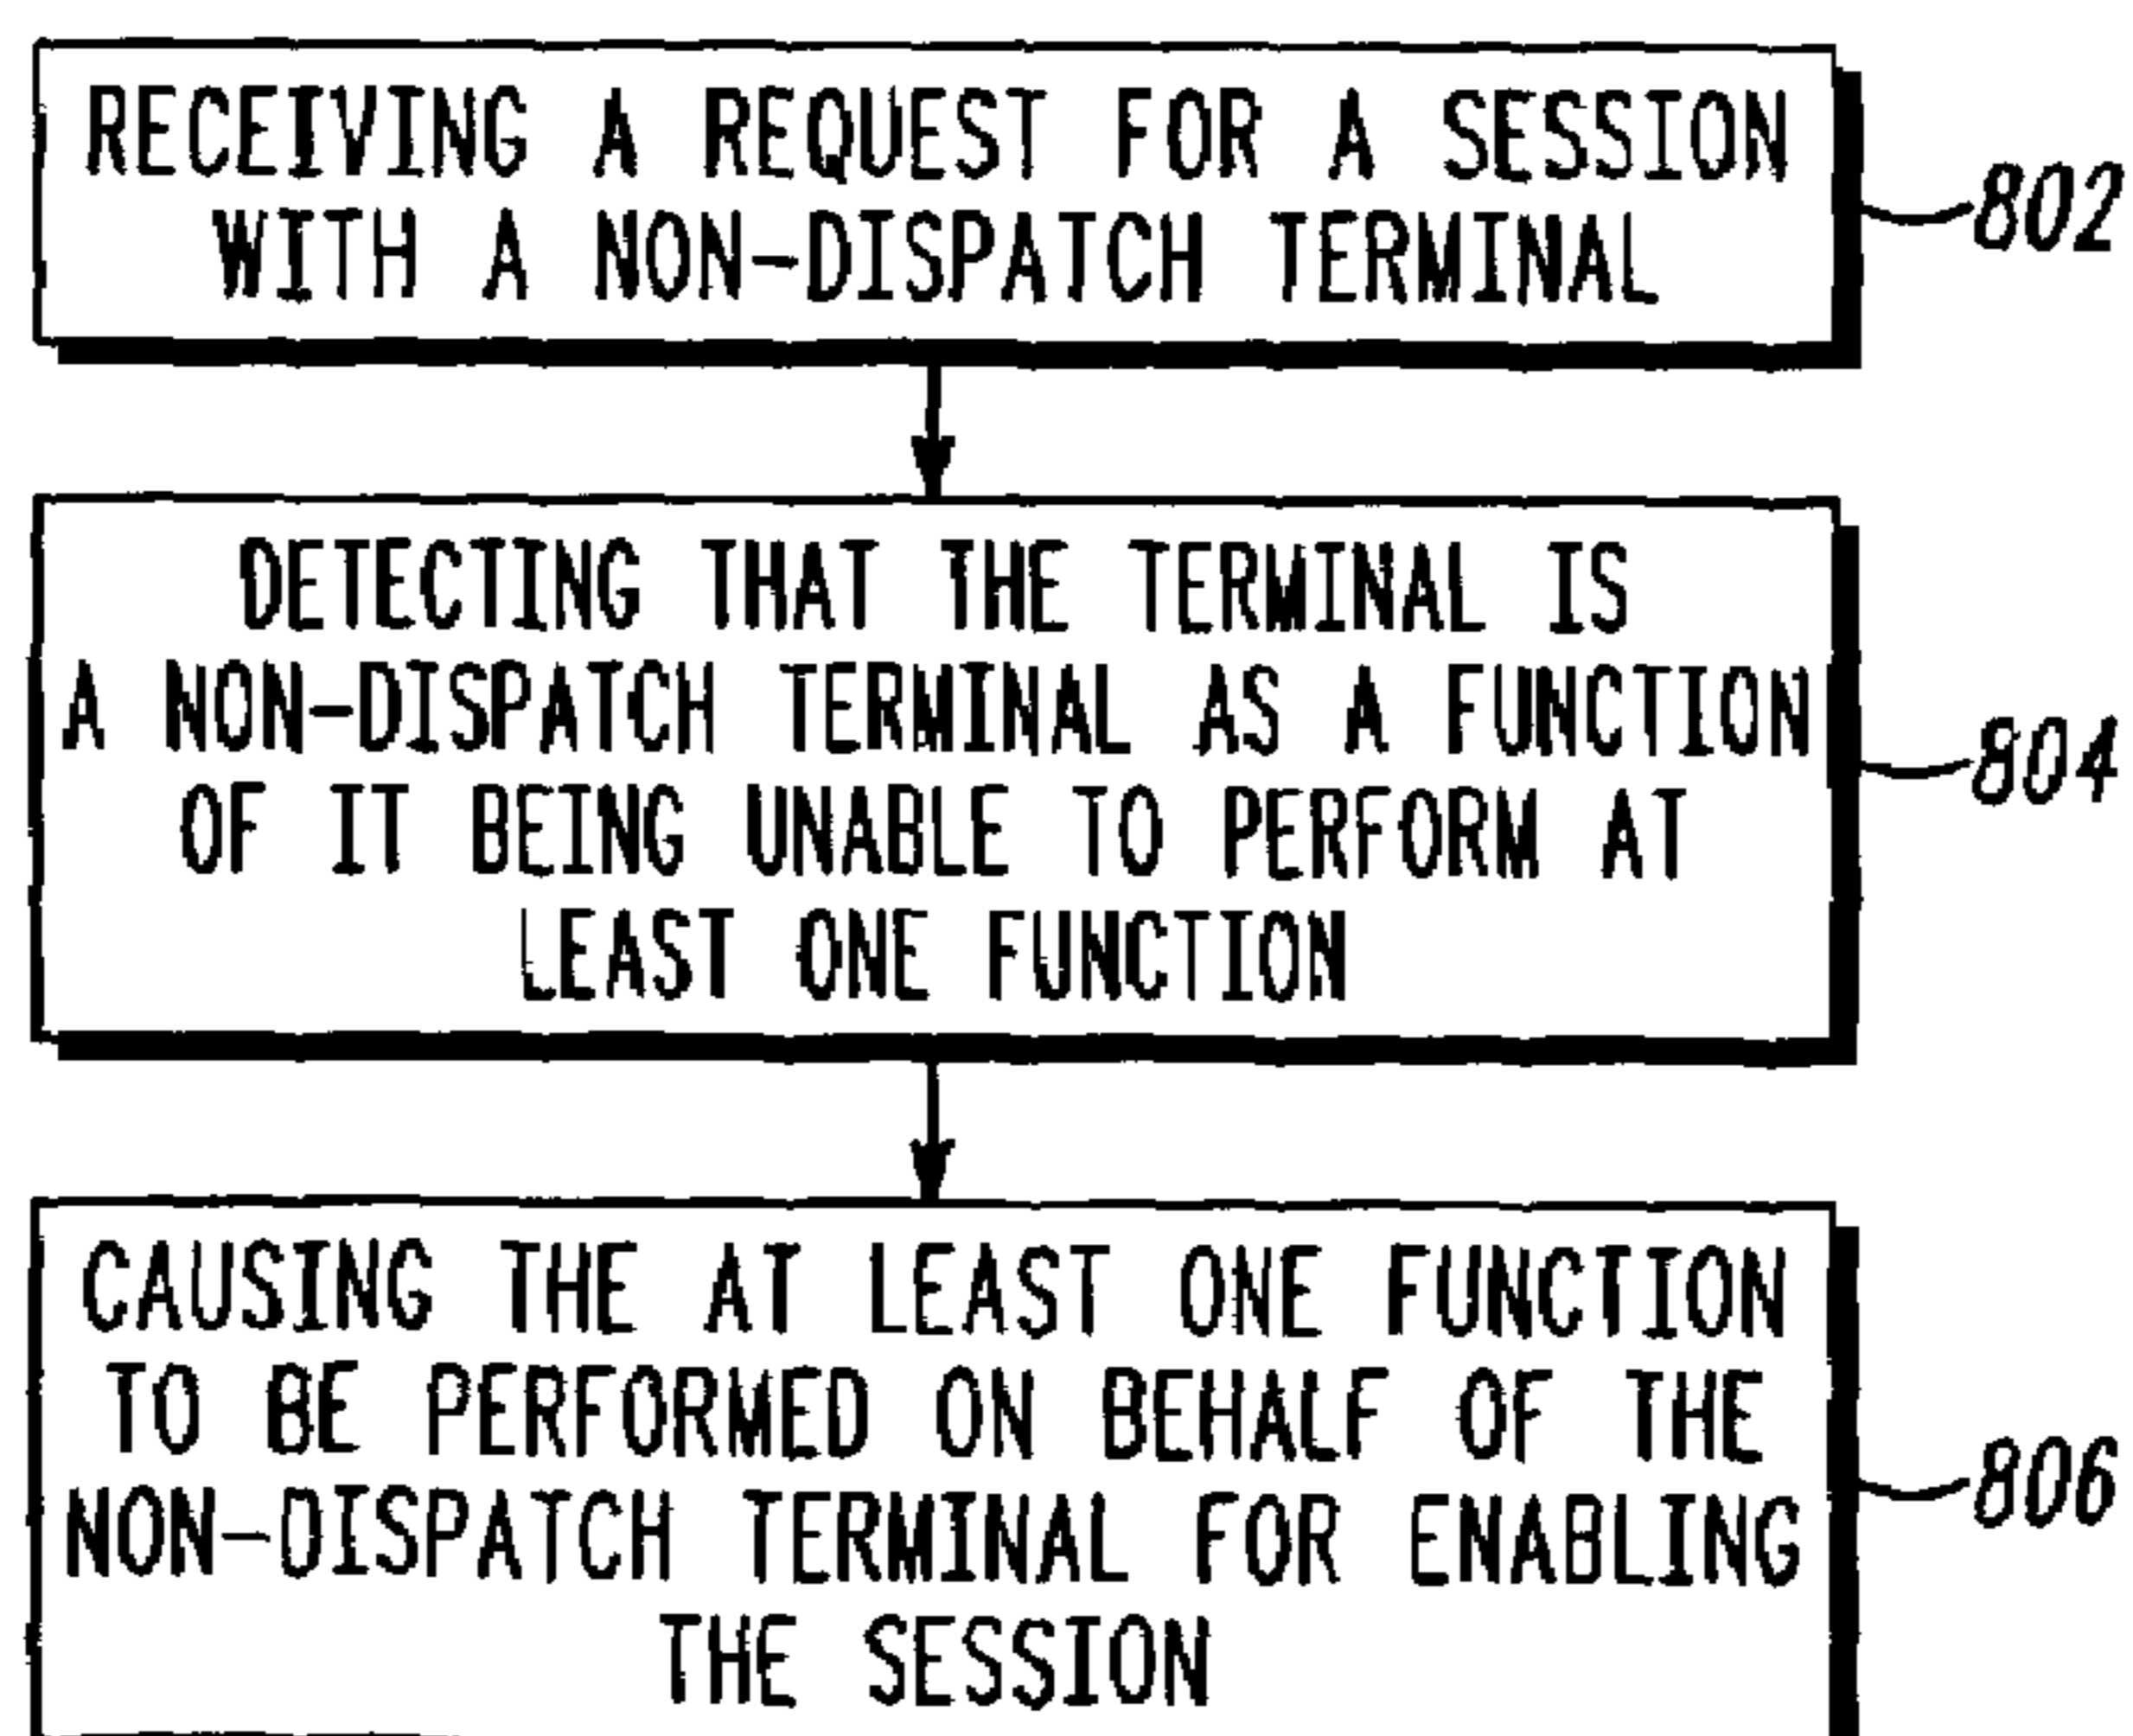 RECEIVING A REQUEST FOR A SESSION
WITH A NON-DISPATCH TERMINAL
802
DETECTING THAT THE TERMINAL IS
A NON-DISPATCH TERMINAL AS A FUNCTION
OF IT BEING UNABLE TO PERFORM AT
LEAST ONE FUNCTION
804
CAUSING THE AT LEAST ONE FUNCTION
TO BE PERFORMED ON BEHALF OF THE
NON-DISPATCH TERMINAL FOR ENABLING
THE SESSION
806